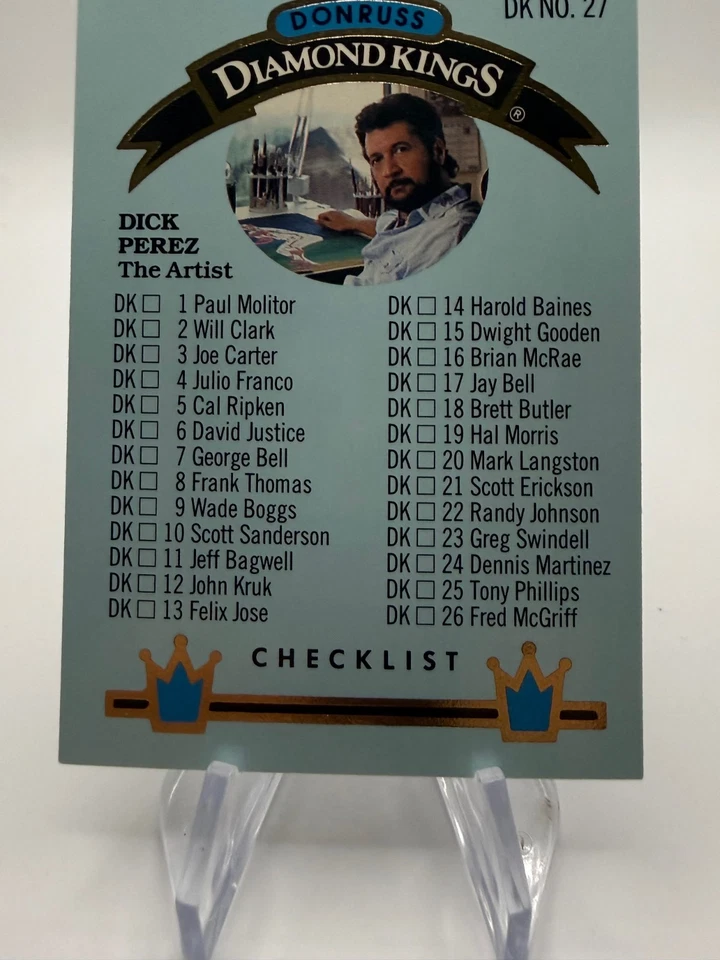 DK NO. 27
DONRUSS
DIAMOND KINGS
®
DICK
PEREZ
The Artist
DK □ 1 Paul Molitor
DK □ 2 Will Clark
DK □ 3 Joe Carter
DK □ 4 Julio Franco
DK □ 5 Cal Ripken
DK □ 6 David Justice
DK □ 7 George Bell
DK □ 8 Frank Thomas
DK □ 9 Wade Boggs
DK □ 10 Scott Sanderson
DK □ 11 Jeff Bagwell
DK □ 12 John Kruk
DK □ 13 Felix Jose
DK □ 14 Harold Baines
DK □ 15 Dwight Gooden
DK □ 16 Brian McRae
DK □ 17 Jay Bell
DK □ 18 Brett Butler
DK □ 19 Hal Morris
DK □ 20 Mark Langston
DK □ 21 Scott Erickson
DK □ 22 Randy Johnson
DK □ 23 Greg Swindell
DK □ 24 Dennis Martinez
DK □ 25 Tony Phillips
DK □ 26 Fred McGriff
CHECKLIST